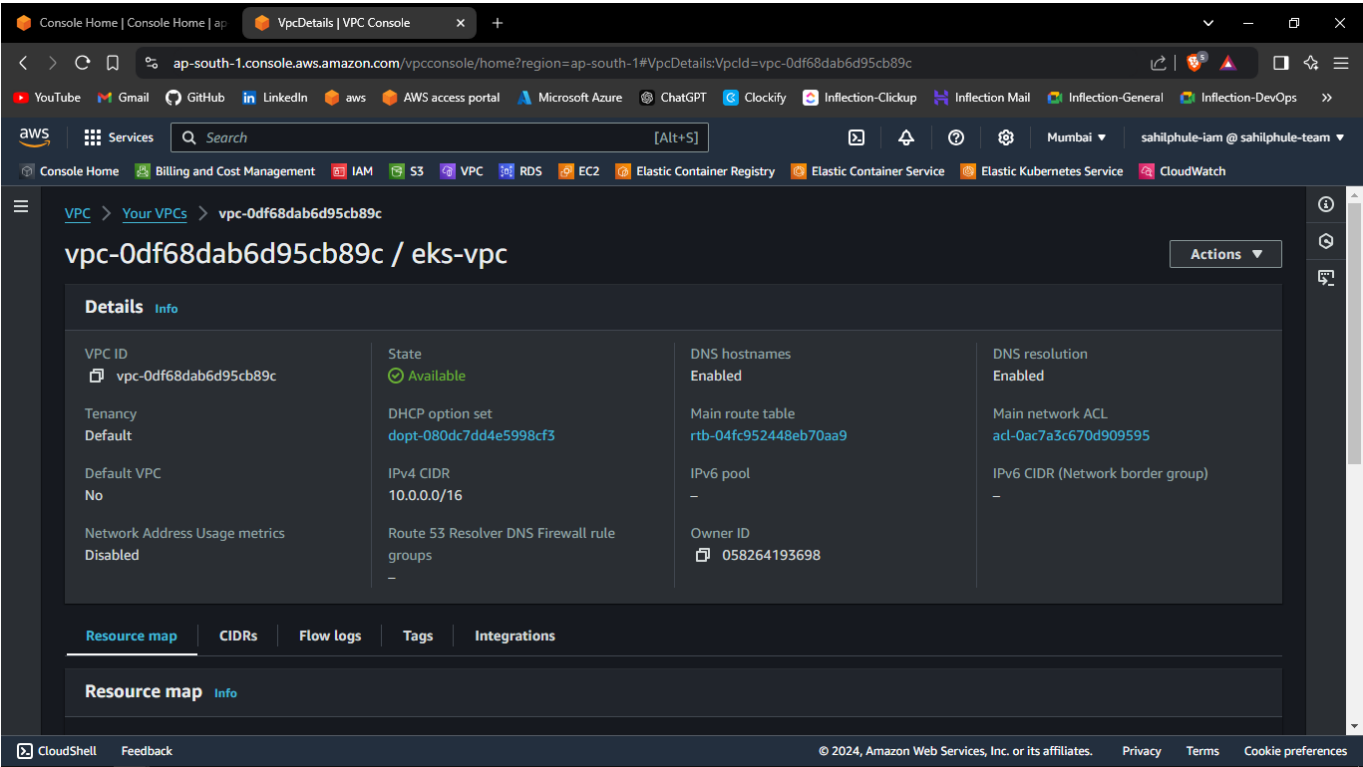 Console Home | Console Home | ap
VpcDetails | VPC Console
ap-south-1.console.aws.amazon.com/vpcconsole/home?region=ap-south-1#VpcDetails:VpcId=vpc-0df68dab6d95cb89c
YouTube Gmail GitHub LinkedIn aws AWS access portal Microsoft Azure ChatGPT Clockify Inflection-Clickup Inflection Mail Inflection-General Inflection-DevOps »
aws Services Search [Alt+S] Mumbai ▼ sahilphule-iam @ sahilphule-team ▼
Console Home Billing and Cost Management IAM S3 VPC RDS EC2 Elastic Container Registry Elastic Container Service Elastic Kubernetes Service CloudWatch
VPC > Your VPCs > vpc-0df68dab6d95cb89c
vpc-0df68dab6d95cb89c / eks-vpc
Actions ▼
Details Info
VPC ID
vpc-0df68dab6d95cb89c
State
Available
DNS hostnames
Enabled
DNS resolution
Enabled
Tenancy
Default
DHCP option set
dopt-080dc7dd4e5998cf3
Main route table
rtb-04fc952448eb70aa9
Main network ACL
acl-0ac7a3c670d909595
Default VPC
No
IPv4 CIDR
10.0.0.0/16
IPv6 pool
–
IPv6 CIDR (Network border group)
–
Network Address Usage metrics
Disabled
Route 53 Resolver DNS Firewall rule
groups
–
Owner ID
058264193698
Resource map CIDRs Flow logs Tags Integrations
Resource map Info
CloudShell Feedback © 2024, Amazon Web Services, Inc. or its affiliates. Privacy Terms Cookie preferences